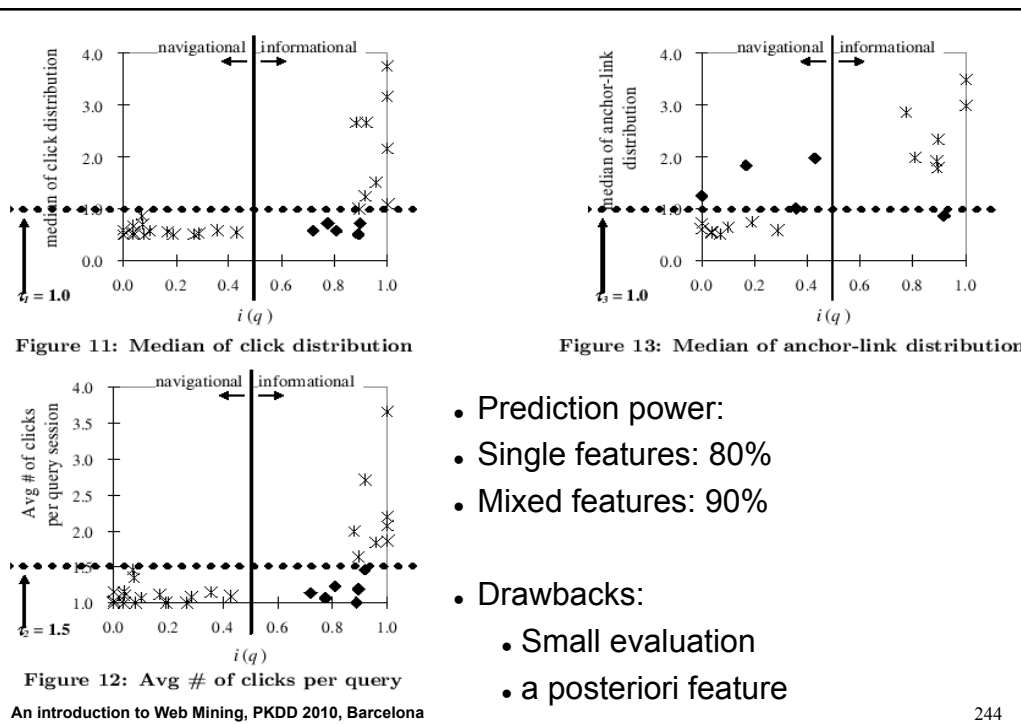 median of click distribution
navigational informational
4.0
3.0
2.0
1.0
0.0
0.0 0.2 0.4 0.6 0.8 1.0
τ₁ = 1.0
i (q)
Figure 11: Median of click distribution
median of anchor-link
distribution
navigational informational
4.0
3.0
2.0
1.0
0.0
0.0 0.2 0.4 0.6 0.8 1.0
τ₃ = 1.0
i (q)
Figure 13: Median of anchor-link distribution
Avg # of clicks
per query session
navigational informational
4.0
3.5
3.0
2.5
2.0
1.5
1.0
0.0 0.2 0.4 0.6 0.8 1.0
τ₂ = 1.5
i (q)
Figure 12: Avg # of clicks per query
• Prediction power:
• Single features: 80%
• Mixed features: 90%
• Drawbacks:
• Small evaluation
• a posteriori feature
An introduction to Web Mining, PKDD 2010, Barcelona
244